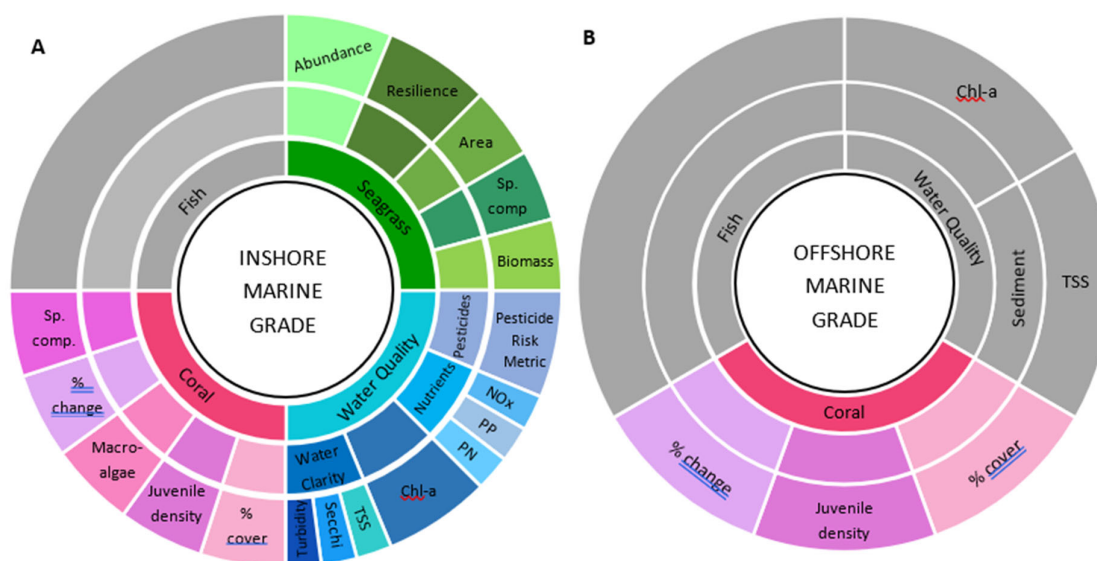 A
Abundance
Resilience
Area
Sp.
comp
Biomass
Fish
Seagrass
INSHORE
MARINE
GRADE
Sp.
comp.
%
change
Macro-
algae
Juvenile
density
%
cover
Coral
Water Quality
Pesticides
Pesticide
Risk
Metric
Nutrients
NOx
PP
PN
Water
Clarity
Chl-a
Turbidity
Secchi
TSS
B
Chl-a
TSS
Fish
Water Quality
Sediment
OFFSHORE
MARINE
GRADE
Coral
% change
Juvenile
density
% cover